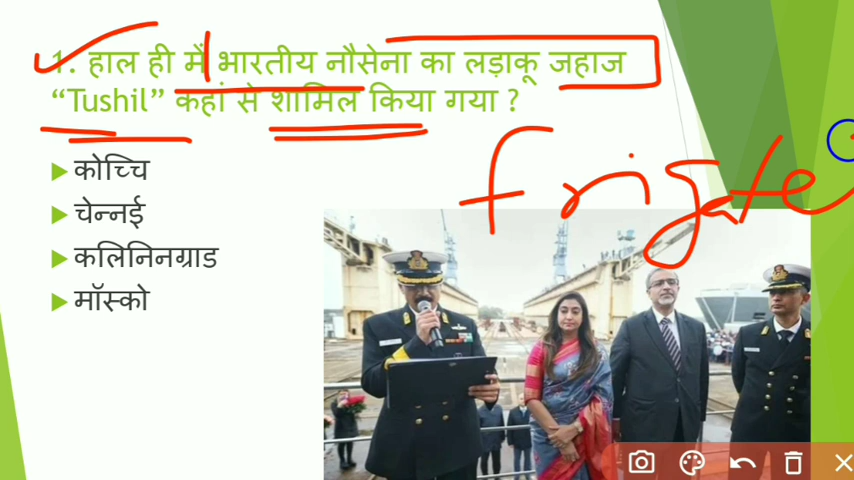 1. हाल ही में भारतीय नौसेना का लड़ाकू जहाज
“Tushil” कहां से शामिल किया गया ?
frigate
कोच्चि
चेन्नई
कलिनिनग्राड
मॉस्को